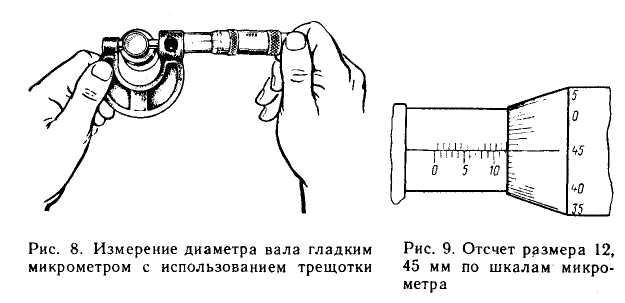 5
0
45
40
35
0 5 10
Рис. 8. Измерение диаметра вала гладким
микрометром с использованием трещотки
Рис. 9. Отсчет размера 12,
45 мм по шкалам микро-
метра